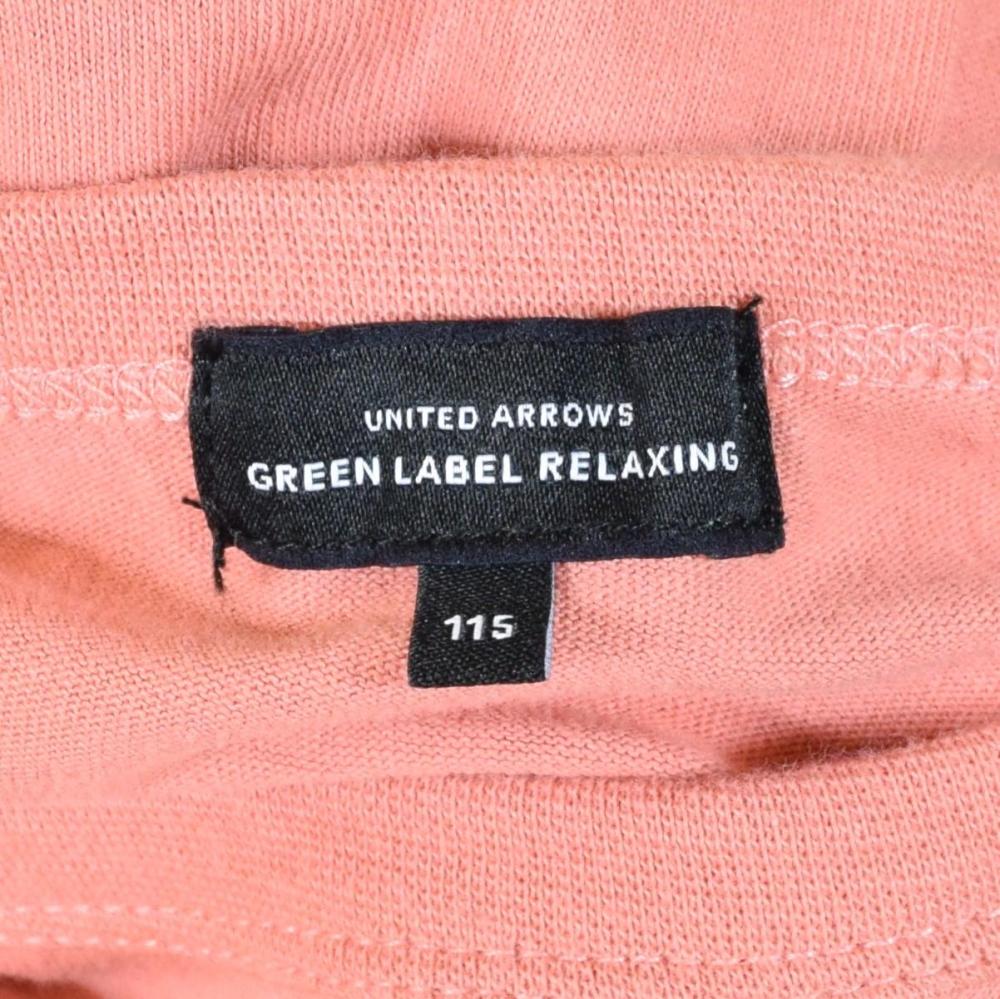 UNITED ARROWS
GREEN LABEL RELAXING
115